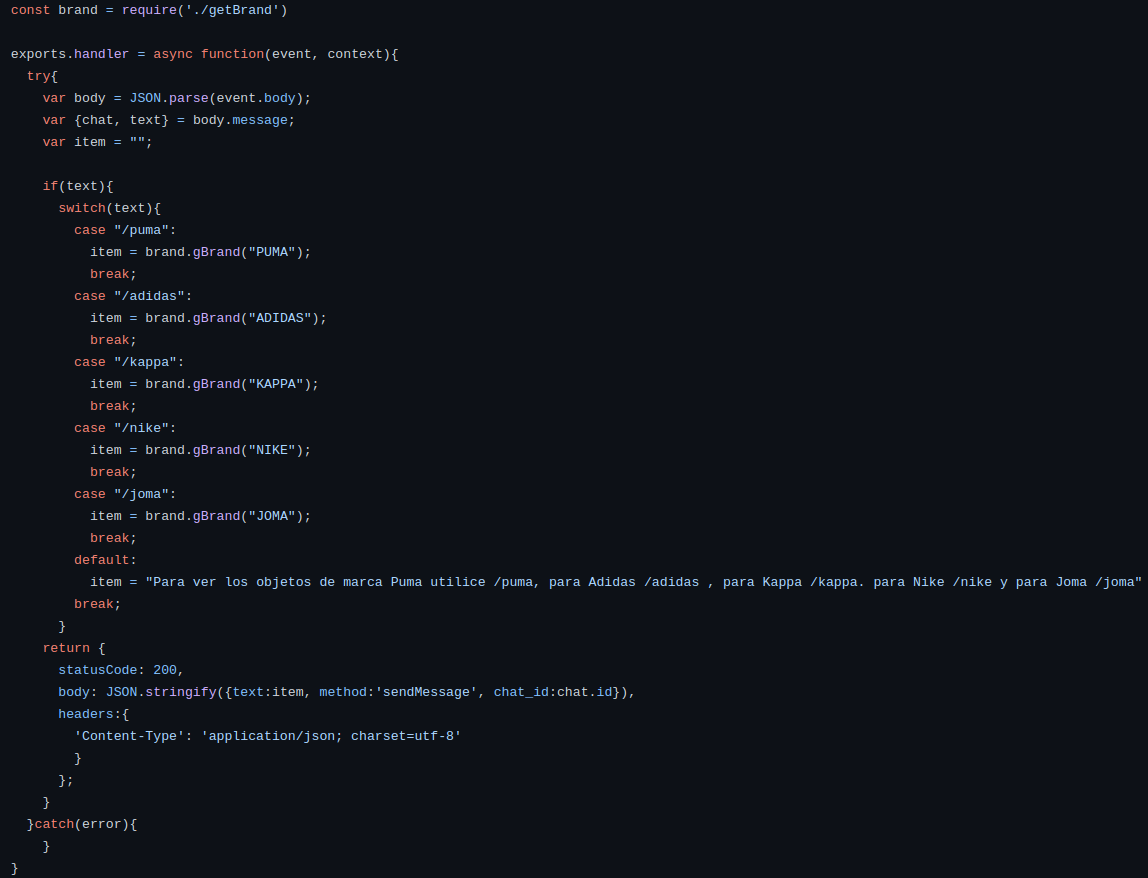 const brand = require('./getBrand')

exports.handler = async function(event, context){
  try{
    var body = JSON.parse(event.body);
    var {chat, text} = body.message;
    var item = "";

    if(text){
      switch(text){
        case "/puma":
          item = brand.gBrand("PUMA");
          break;
        case "/adidas":
          item = brand.gBrand("ADIDAS");
          break;
        case "/kappa":
          item = brand.gBrand("KAPPA");
          break;
        case "/nike":
          item = brand.gBrand("NIKE");
          break;
        case "/joma":
          item = brand.gBrand("JOMA");
          break;
        default:
          item = "Para ver los objetos de marca Puma utilice /puma, para Adidas /adidas , para Kappa /kappa. para Nike /nike y para Joma /joma"
        break;
      }
    return {
      statusCode: 200,
      body: JSON.stringify({text:item, method:'sendMessage', chat_id:chat.id}),
      headers:{
        'Content-Type': 'application/json; charset=utf-8'
        }
      };
    }
  }catch(error){
    }
}